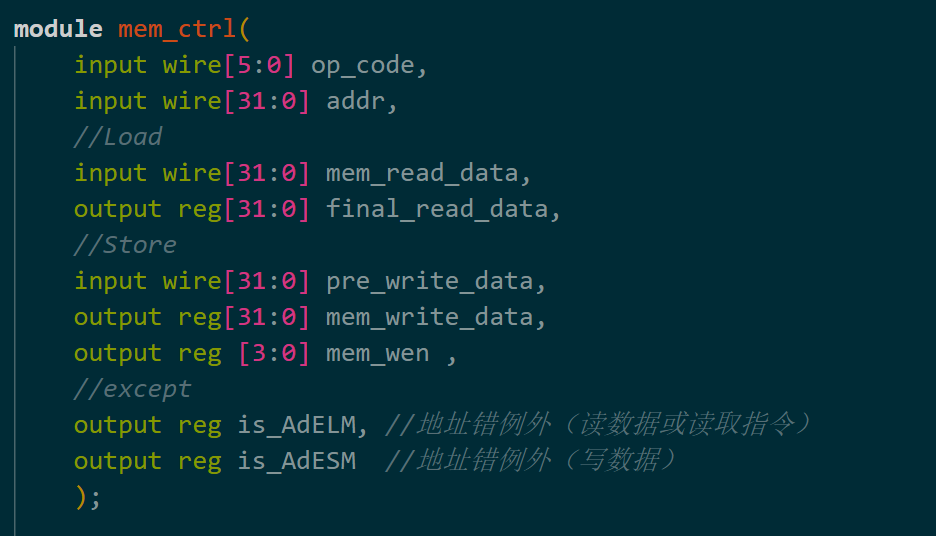 module mem_ctrl(
    input wire[5:0] op_code,
    input wire[31:0] addr,
    //Load
    input wire[31:0] mem_read_data,
    output reg[31:0] final_read_data,
    //Store
    input wire[31:0] pre_write_data,
    output reg[31:0] mem_write_data,
    output reg [3:0] mem_wen ,
    //except
    output reg is_AdELM, //地址错例外（读数据或读取指令）
    output reg is_AdESM  //地址错例外（写数据）
    );